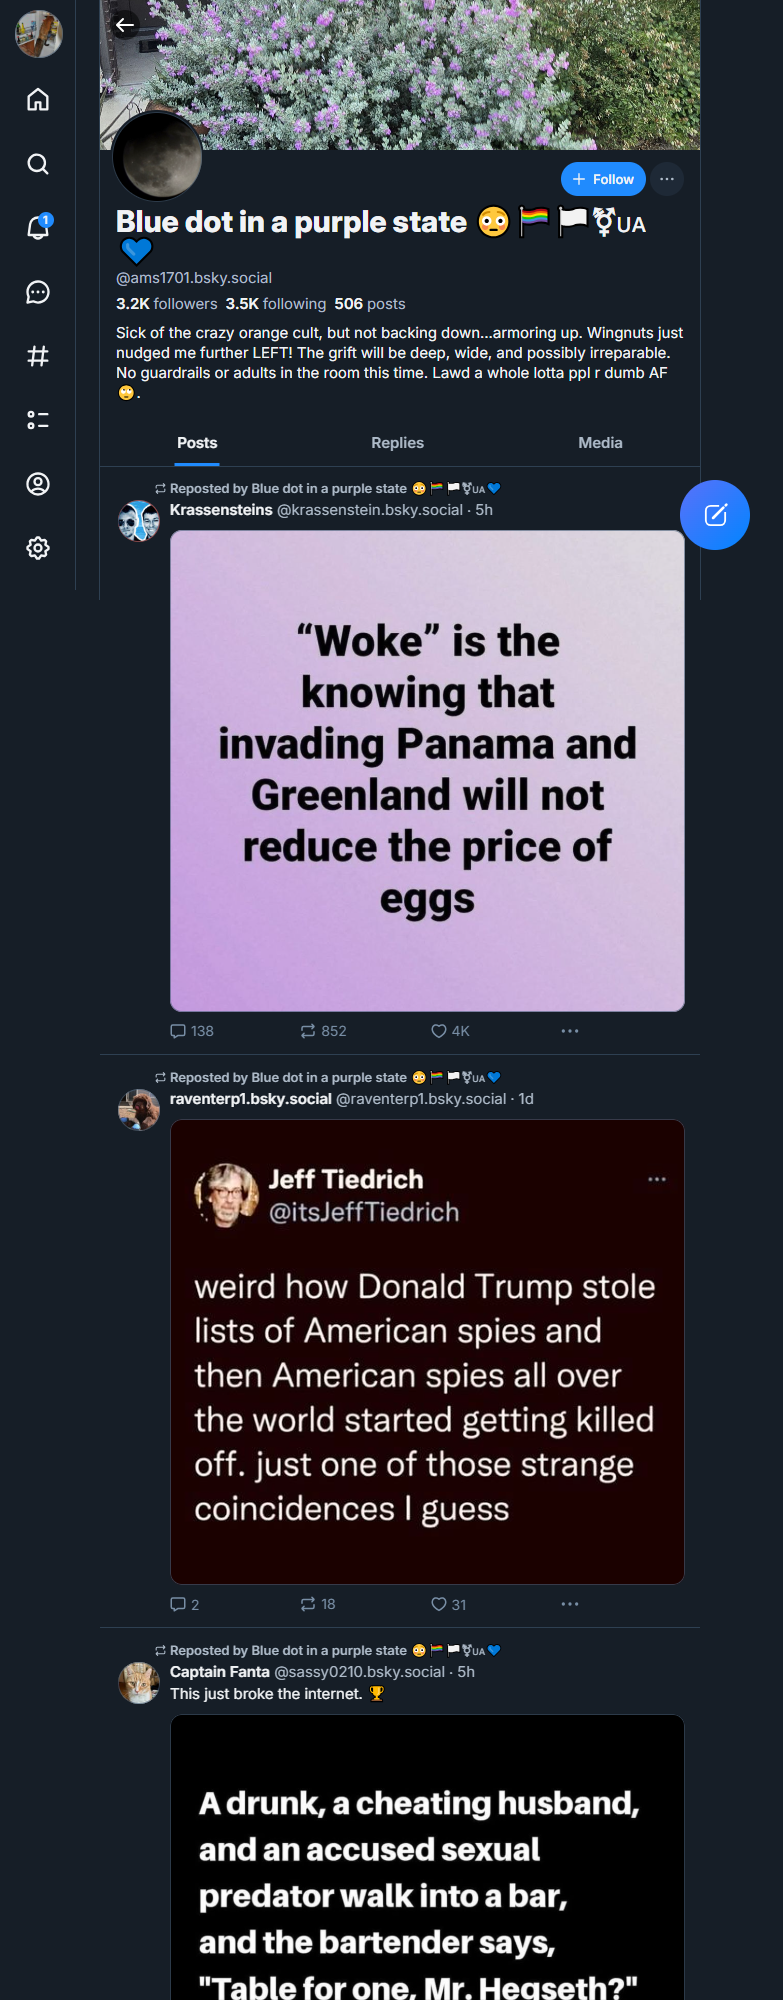 Follow
Blue dot in a purple state 😳 🏳️‍🌈 🏳️⚧UA
💙
@ams1701.bsky.social
3.2K followers 3.5K following 506 posts
Sick of the crazy orange cult, but not backing down...armoring up. Wingnuts just
nudged me further LEFT! The grift will be deep, wide, and possibly irreparable.
No guardrails or adults in the room this time. Lawd a whole lotta ppl r dumb AF
🙄.
1
Posts Replies Media
Reposted by Blue dot in a purple state 😳 🏳️‍🌈 🏳️⚧UA 💙
Krassensteins @krassenstein.bsky.social · 5h
“Woke” is the
knowing that
invading Panama and
Greenland will not
reduce the price of
eggs
138 852 4K
Reposted by Blue dot in a purple state 😳 🏳️‍🌈 🏳️⚧UA 💙
raventerp1.bsky.social @raventerp1.bsky.social · 1d
Jeff Tiedrich
@itsJeffTiedrich
weird how Donald Trump stole
lists of American spies and
then American spies all over
the world started getting killed
off. just one of those strange
coincidences I guess
2 18 31
Reposted by Blue dot in a purple state 😳 🏳️‍🌈 🏳️⚧UA 💙
Captain Fanta @sassy0210.bsky.social · 5h
This just broke the internet. 🏆
A drunk, a cheating husband,
and an accused sexual
predator walk into a bar,
and the bartender says,
"Table for one, Mr. Hegseth?"